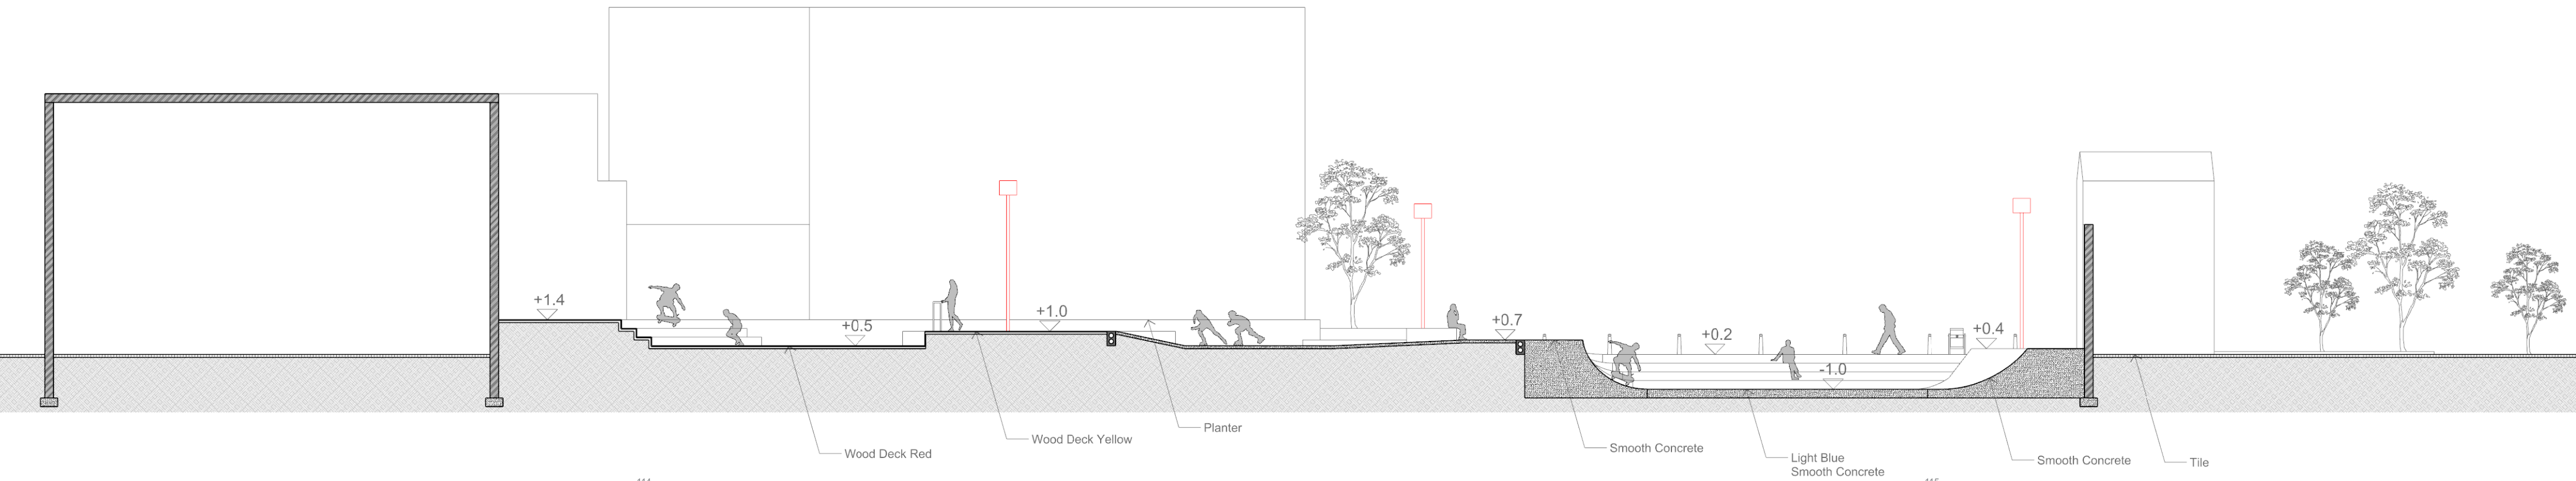 +1.4
+0.5
+1.0
+0.7
+0.2
-1.0
+0.4
Wood Deck Red
Wood Deck Yellow
Planter
Smooth Concrete
Light Blue
Smooth Concrete
Smooth Concrete
Tile